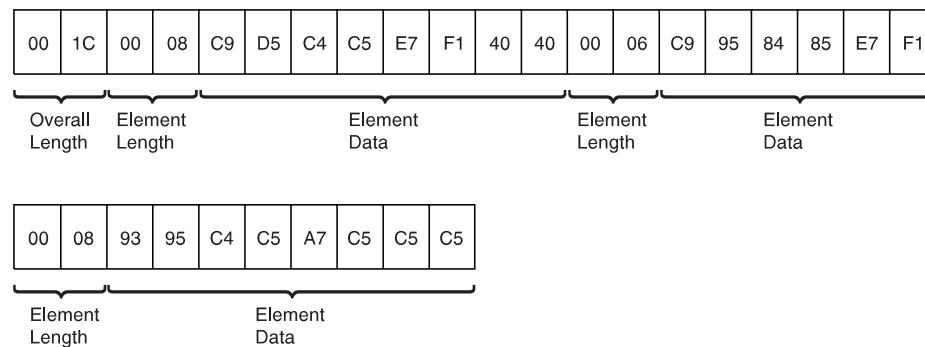 00 1C 00 08 C9 D5 C4 C5 E7 F1 40 40 00 06 C9 95 84 85 E7 F1
Overall Element Element Element Element
Length Length Data Length Data
00 08 93 95 C4 C5 A7 C5 C5 C5
Element Element
Length Data